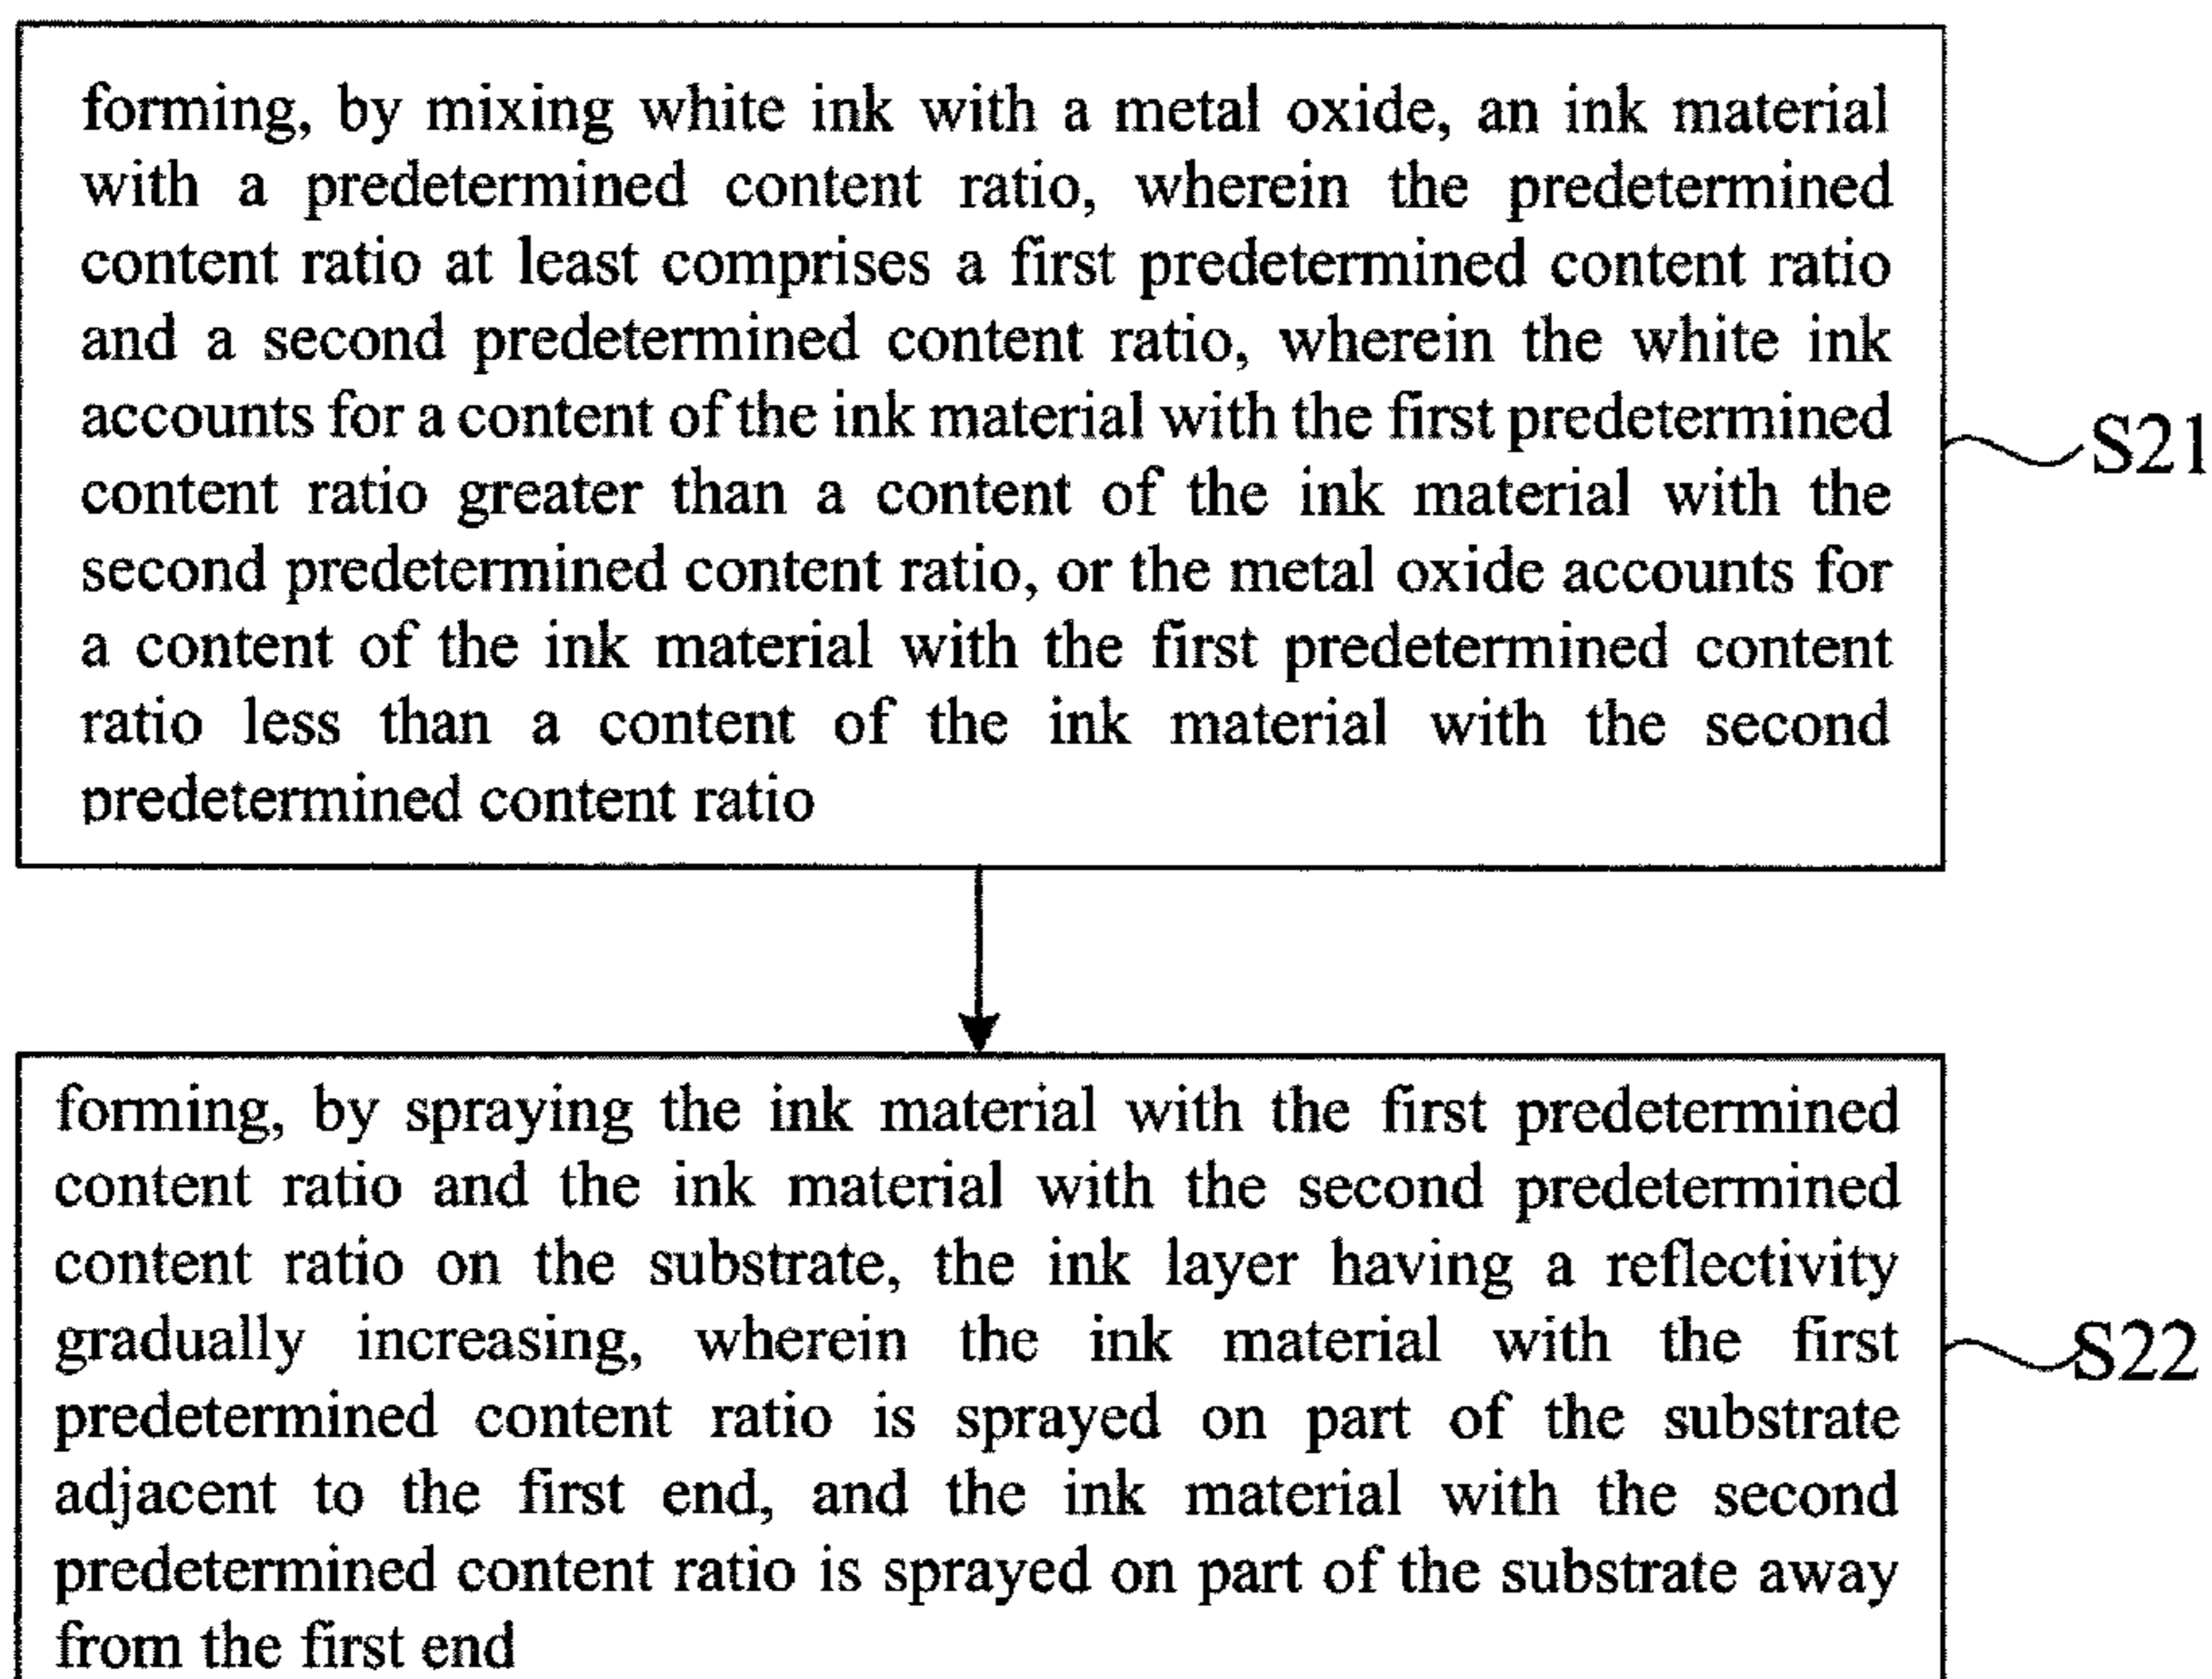 forming, by mixing white ink with a metal oxide, an ink material
with a predetermined content ratio, wherein the predetermined
content ratio at least comprises a first predetermined content ratio
and a second predetermined content ratio, wherein the white ink
accounts for a content of the ink material with the first predetermined
content ratio greater than a content of the ink material with the
second predetermined content ratio, or the metal oxide accounts for
a content of the ink material with the first predetermined content
ratio less than a content of the ink material with the second
predetermined content ratio
S21
forming, by spraying the ink material with the first predetermined
content ratio and the ink material with the second predetermined
content ratio on the substrate, the ink layer having a reflectivity
gradually increasing, wherein the ink material with the first
predetermined content ratio is sprayed on part of the substrate
adjacent to the first end, and the ink material with the second
predetermined content ratio is sprayed on part of the substrate away
from the first end
S22